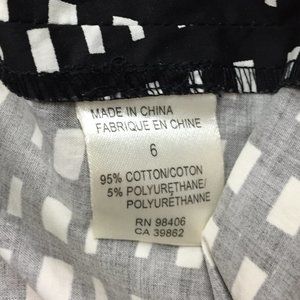 MADE IN CHINA
FABRIQUE EN CHINE
6
95% COTTON/COTON
5% POLYURETHANE/
POLYURÉTHANNE
RN 98406
CA 39862